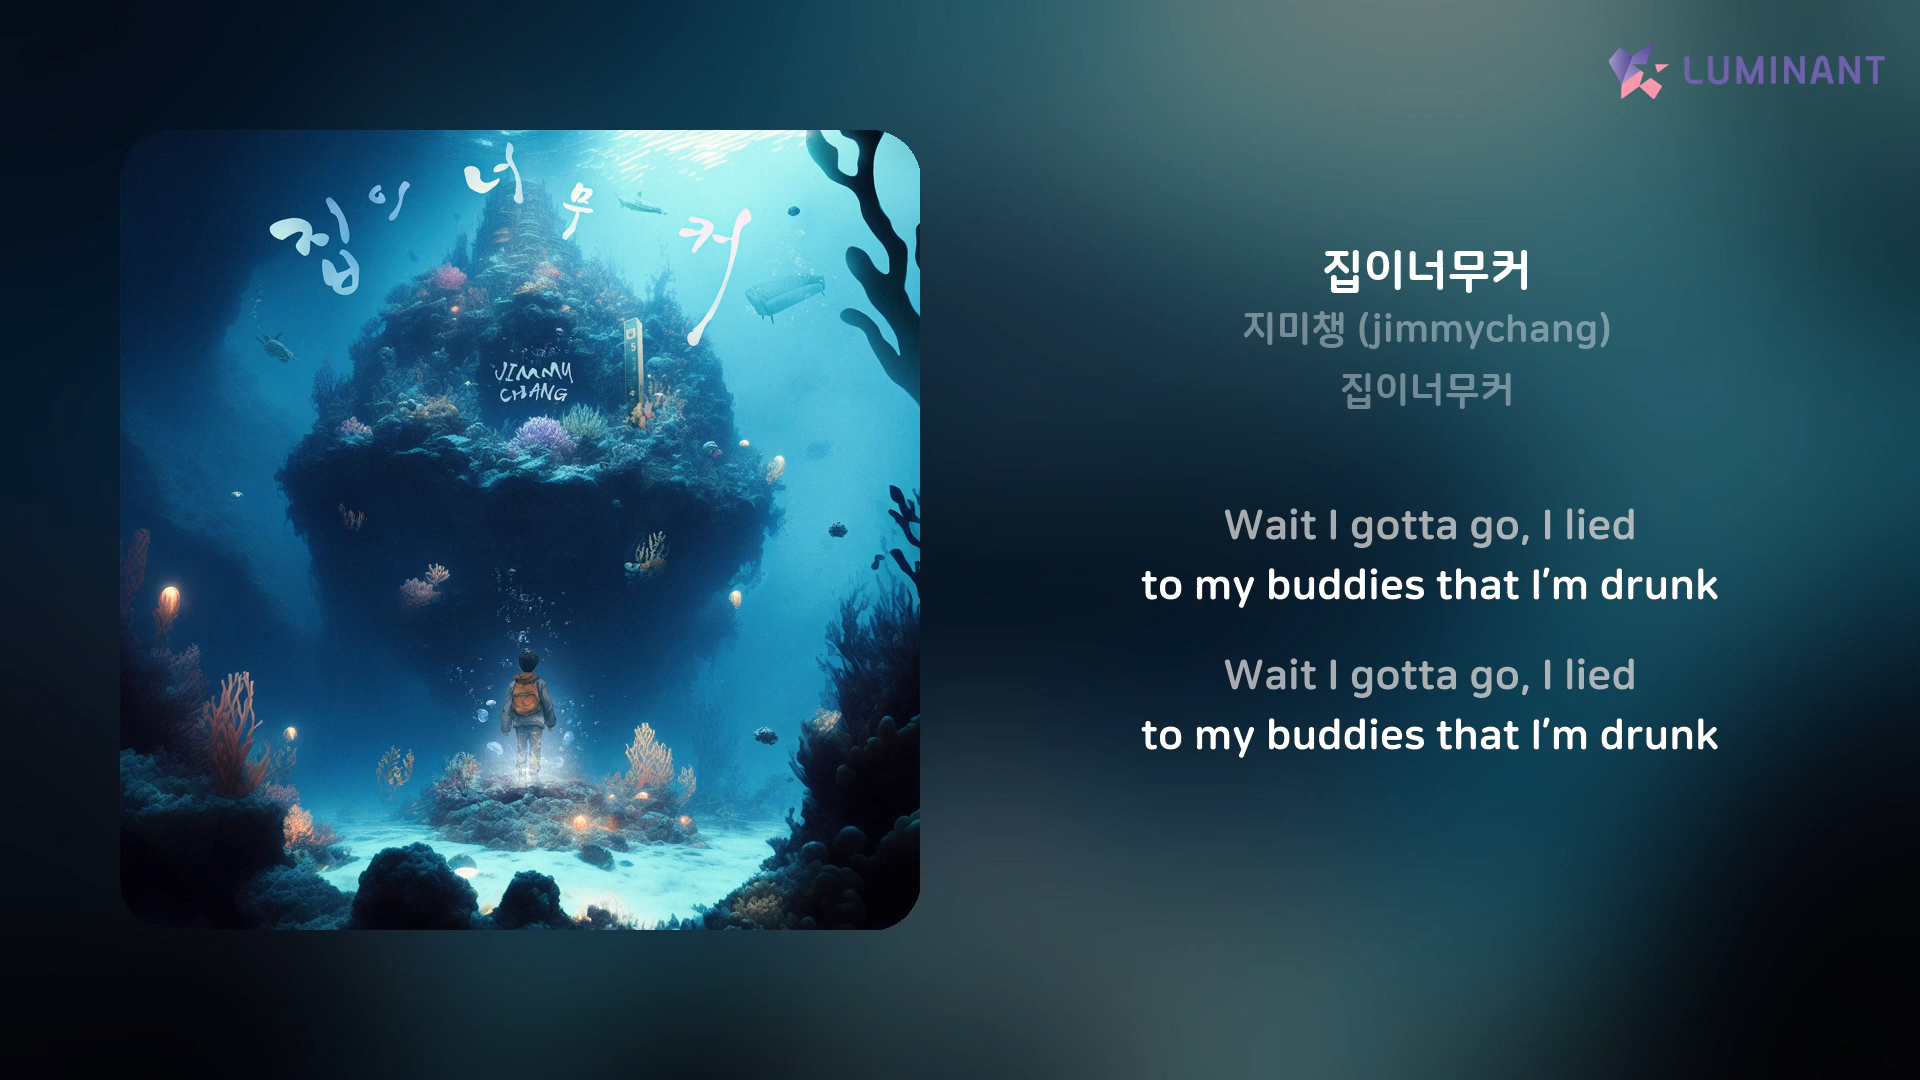 LUMINANT
집이너무커
5
JIMMY
CHANG
집이너무커
지미챙 (jimmychang)
집이너무커
Wait I gotta go, I lied
to my buddies that I'm drunk
Wait I gotta go, I lied
to my buddies that I'm drunk